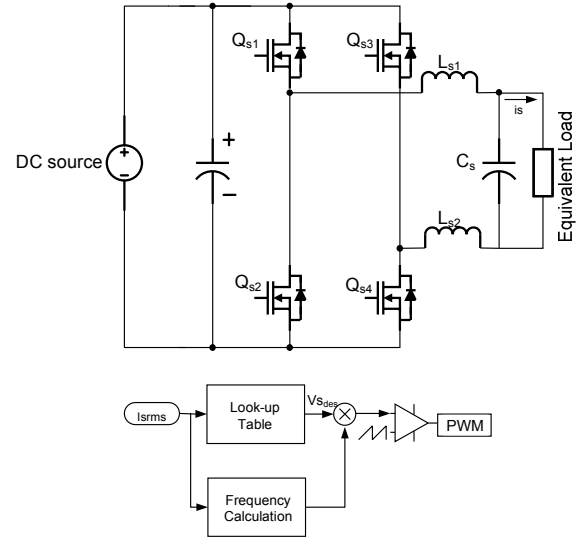 Qs1
Qs3
Ls1
is
DC source
+
−
+
−
Cs
Equivalent Load
Ls2
Qs2
Qs4
Isrms
Look-up
Table
Vsdes
PWM
Frequency
Calculation